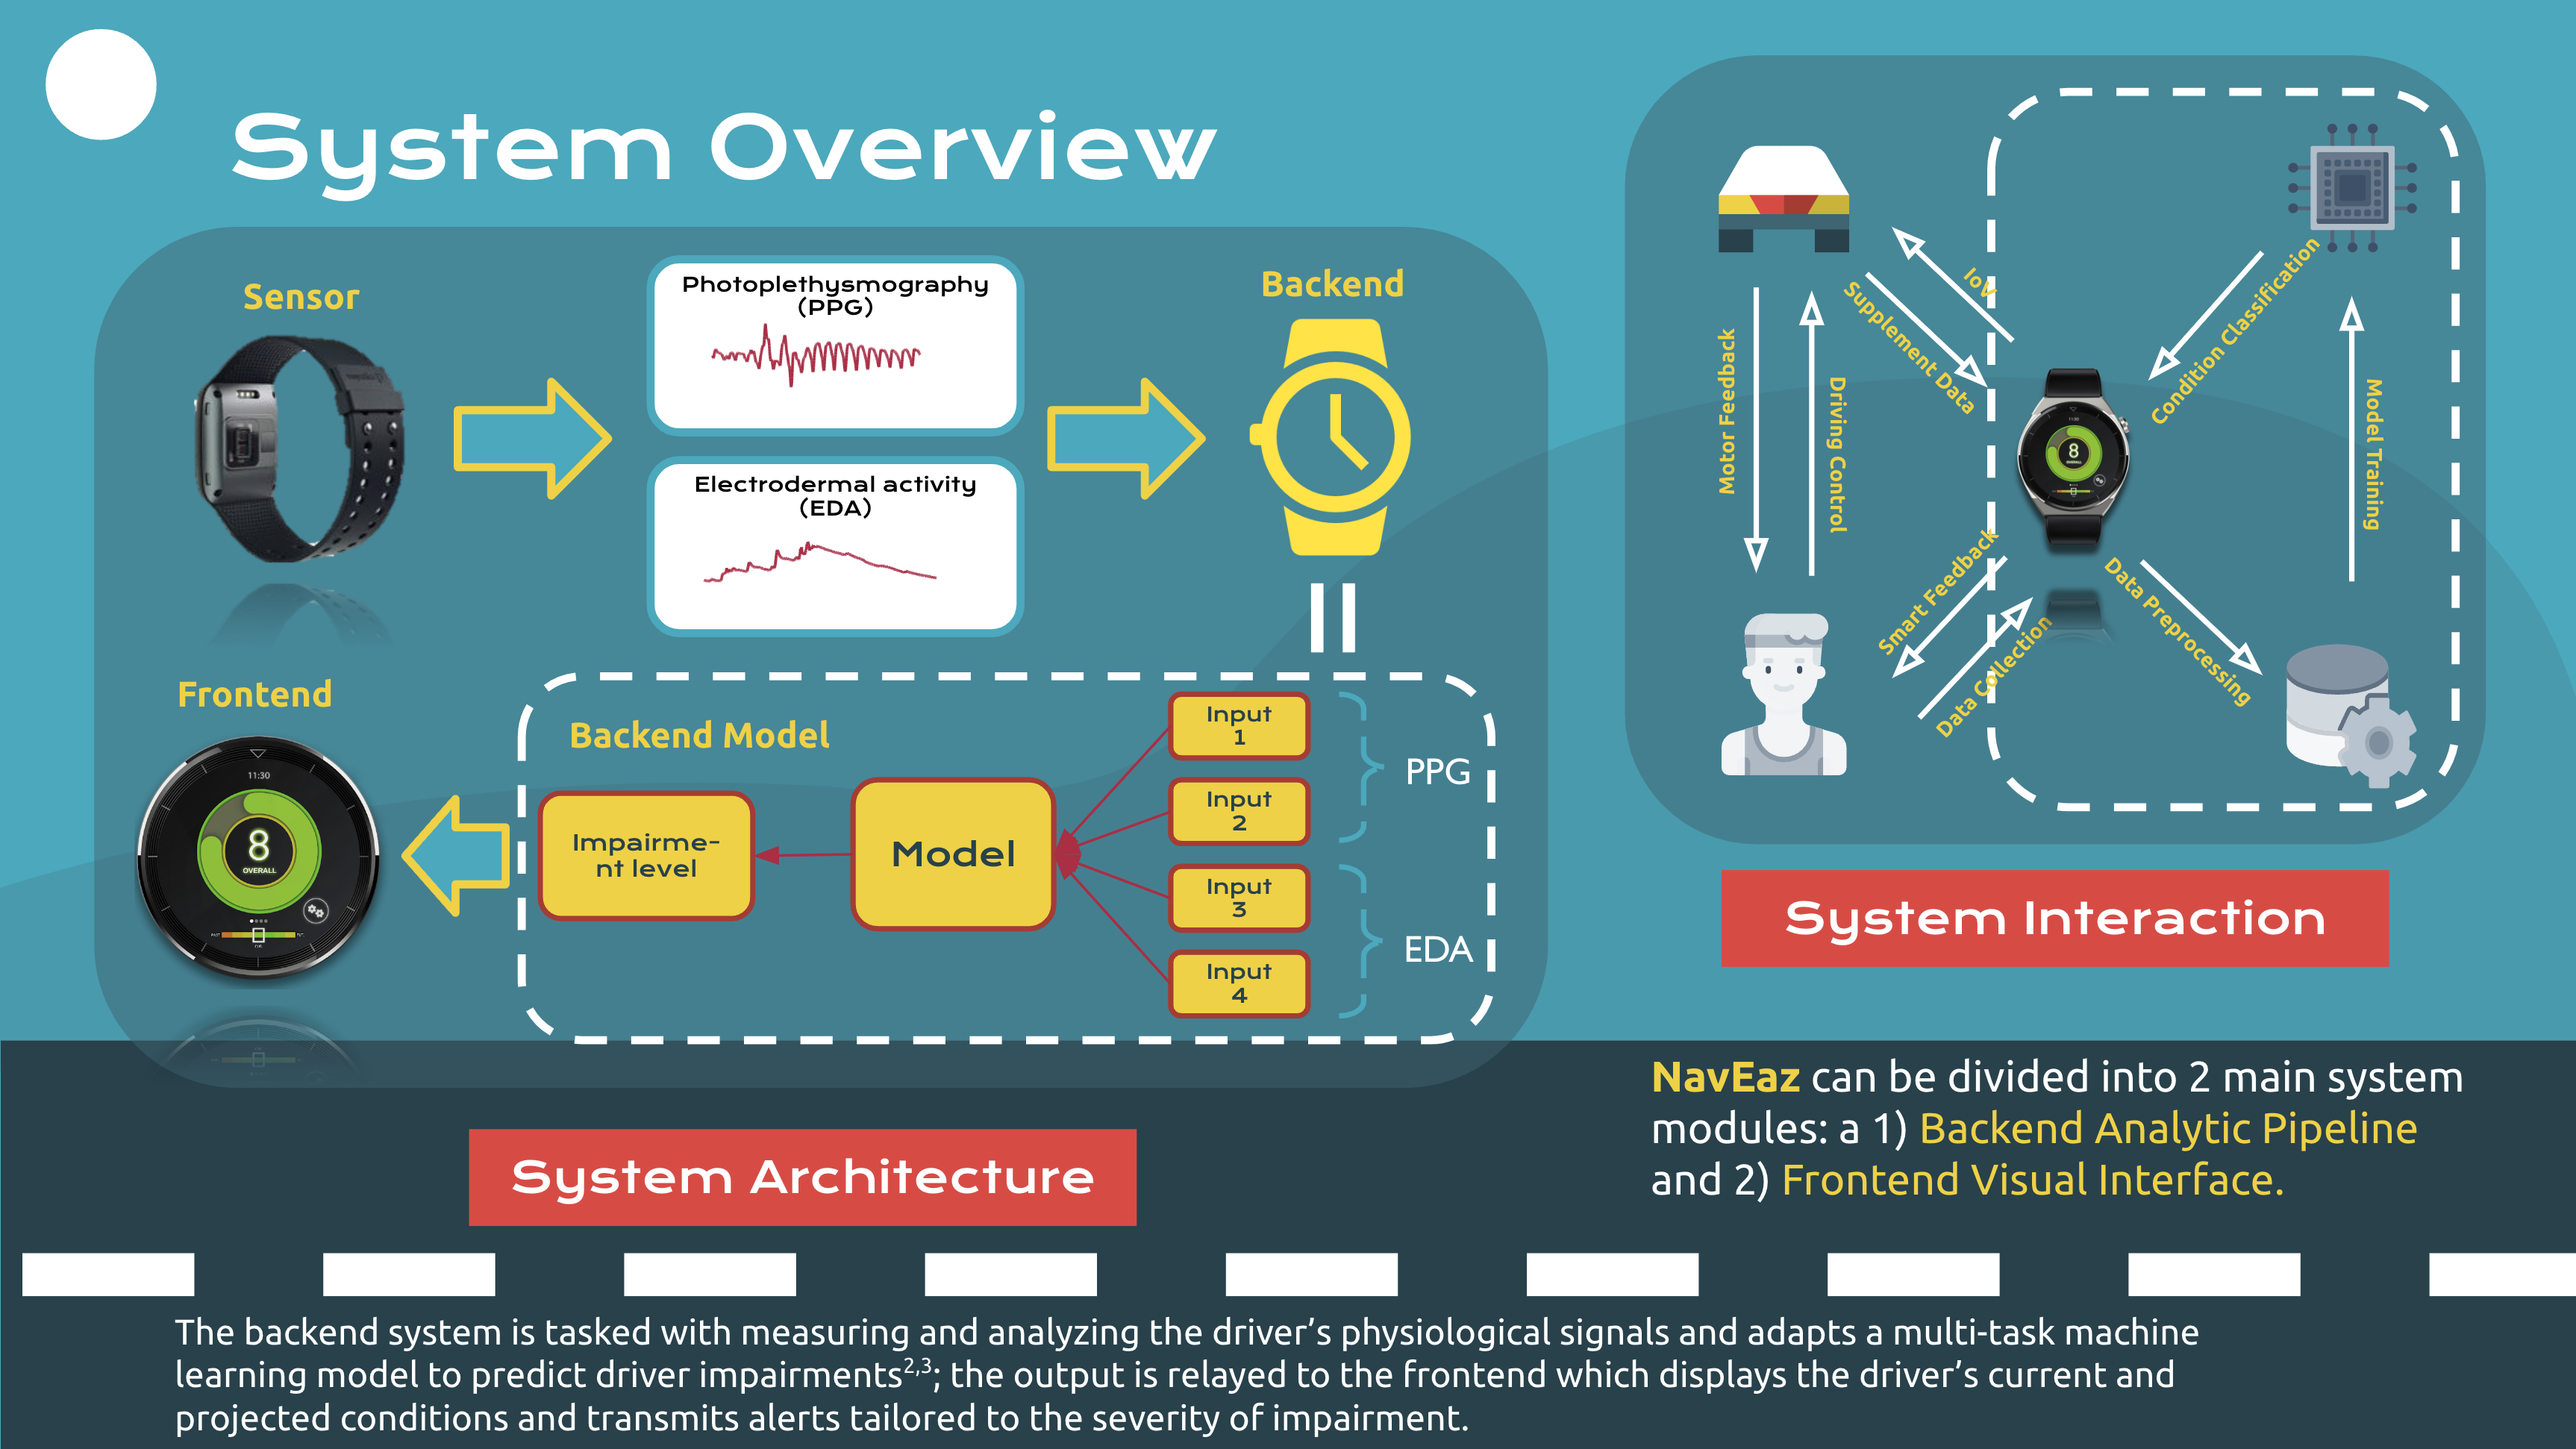 System Overview
Sensor
Photoplethysmography
(PPG)
Electrodermal activity
(EDA)
Backend
Frontend
11:30
8
OVERALL
Backend Model
Impairme-
nt level
Model
Input
1
Input
2
Input
3
Input
4
PPG
EDA
System Architecture
IoV
Supplement Data
Motor Feedback
Driving Control
Condition Classification
Model Training
8
Smart Feedback
Data Collection
Data Preprocessing
System Interaction
NavEaz can be divided into 2 main system
modules: a 1) Backend Analytic Pipeline
and 2) Frontend Visual Interface.
The backend system is tasked with measuring and analyzing the driver’s physiological signals and adapts a multi-task machine
learning model to predict driver impairments2,3; the output is relayed to the frontend which displays the driver’s current and
projected conditions and transmits alerts tailored to the severity of impairment.